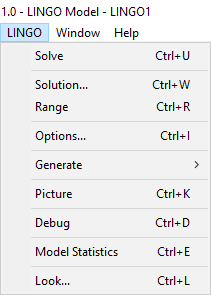 1.0 - LINGO Model - LINGO1
LINGO Window Help
Solve Ctrl+U
Solution... Ctrl+W
Range Ctrl+R
Options... Ctrl+I
Generate
Picture Ctrl+K
Debug Ctrl+D
Model Statistics Ctrl+E
Look... Ctrl+L